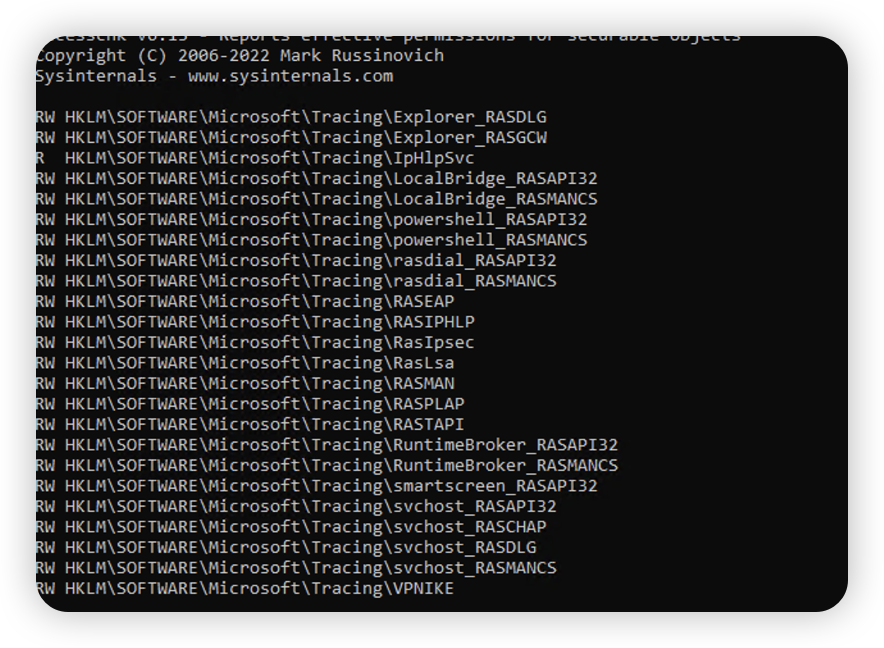 Copyright (C) 2006-2022 Mark Russinovich
Sysinternals - www.sysinternals.com
RW HKLM\SOFTWARE\Microsoft\Tracing\Explorer_RASDLG
RW HKLM\SOFTWARE\Microsoft\Tracing\Explorer_RASGCW
R  HKLM\SOFTWARE\Microsoft\Tracing\IpHlpSvc
RW HKLM\SOFTWARE\Microsoft\Tracing\LocalBridge_RASAPI32
RW HKLM\SOFTWARE\Microsoft\Tracing\LocalBridge_RASMANCS
RW HKLM\SOFTWARE\Microsoft\Tracing\powershell_RASAPI32
RW HKLM\SOFTWARE\Microsoft\Tracing\powershell_RASMANCS
RW HKLM\SOFTWARE\Microsoft\Tracing\rasdial_RASAPI32
RW HKLM\SOFTWARE\Microsoft\Tracing\rasdial_RASMANCS
RW HKLM\SOFTWARE\Microsoft\Tracing\RASEAP
RW HKLM\SOFTWARE\Microsoft\Tracing\RASIPHLP
RW HKLM\SOFTWARE\Microsoft\Tracing\RasIpsec
RW HKLM\SOFTWARE\Microsoft\Tracing\RasLsa
RW HKLM\SOFTWARE\Microsoft\Tracing\RASMAN
RW HKLM\SOFTWARE\Microsoft\Tracing\RASPLAP
RW HKLM\SOFTWARE\Microsoft\Tracing\RASTAPI
RW HKLM\SOFTWARE\Microsoft\Tracing\RuntimeBroker_RASAPI32
RW HKLM\SOFTWARE\Microsoft\Tracing\RuntimeBroker_RASMANCS
RW HKLM\SOFTWARE\Microsoft\Tracing\smartscreen_RASAPI32
RW HKLM\SOFTWARE\Microsoft\Tracing\svchost_RASAPI32
RW HKLM\SOFTWARE\Microsoft\Tracing\svchost_RASCHAP
RW HKLM\SOFTWARE\Microsoft\Tracing\svchost_RASDLG
RW HKLM\SOFTWARE\Microsoft\Tracing\svchost_RASMANCS
RW HKLM\SOFTWARE\Microsoft\Tracing\VPNIKE